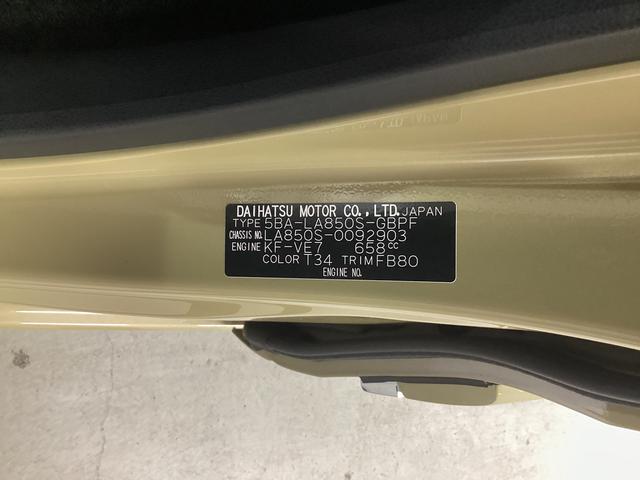 DAIHATSU MOTOR CO.,LTD. JAPAN
TYPE 5BA-LA850S-GBPF
CHASSIS NO. LA850S-0092903
ENGINE KF-VE7 658cc
COLOR T34 TRIM FB80
ENGINE NO.